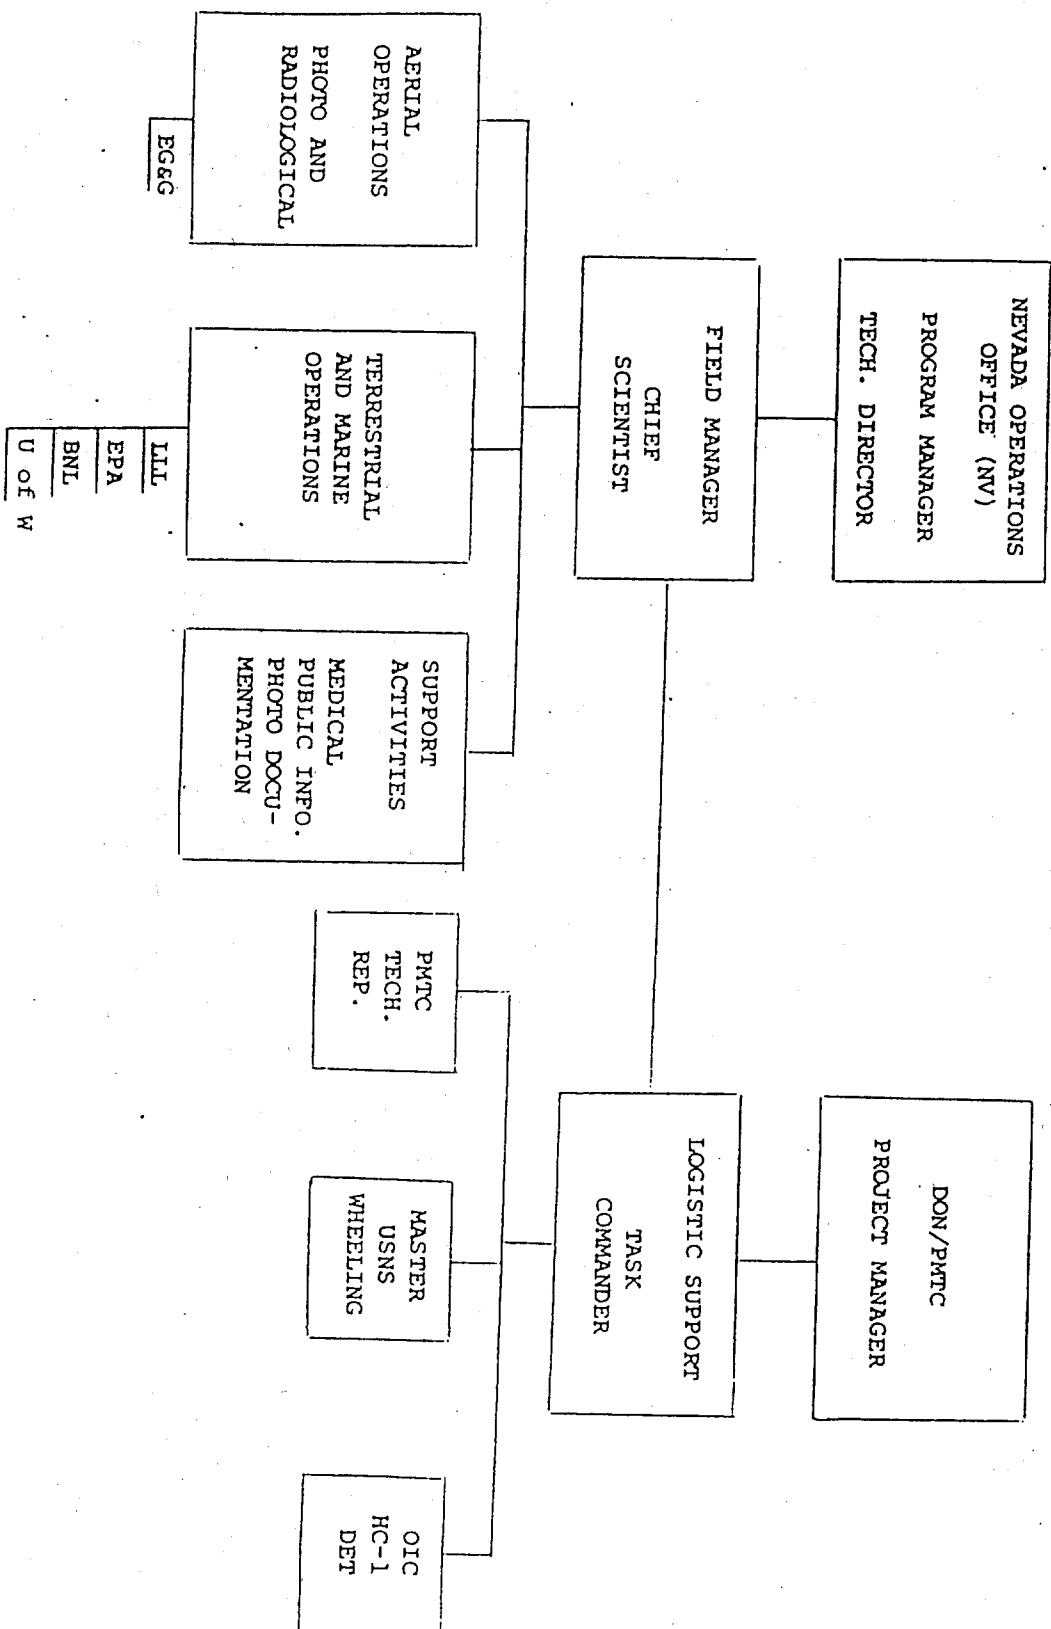 NEVADA OPERATIONS
OFFICE (NV)
PROGRAM MANAGER
TECH. DIRECTOR
DON/PMTC
PROJECT MANAGER
FIELD MANAGER
CHIEF
SCIENTIST
LOGISTIC SUPPORT
TASK
COMMANDER
AERIAL
OPERATIONS
PHOTO AND
RADIOLOGICAL
EG&G
TERRESTRIAL
AND MARINE
OPERATIONS
LLL
EPA
BNL
U of W
SUPPORT
ACTIVITIES
MEDICAL
PUBLIC INFO.
PHOTO DOCU-
MENTATION
PMTC
TECH.
REP.
MASTER
USNS
WHEELING
OIC
HC-1
DET